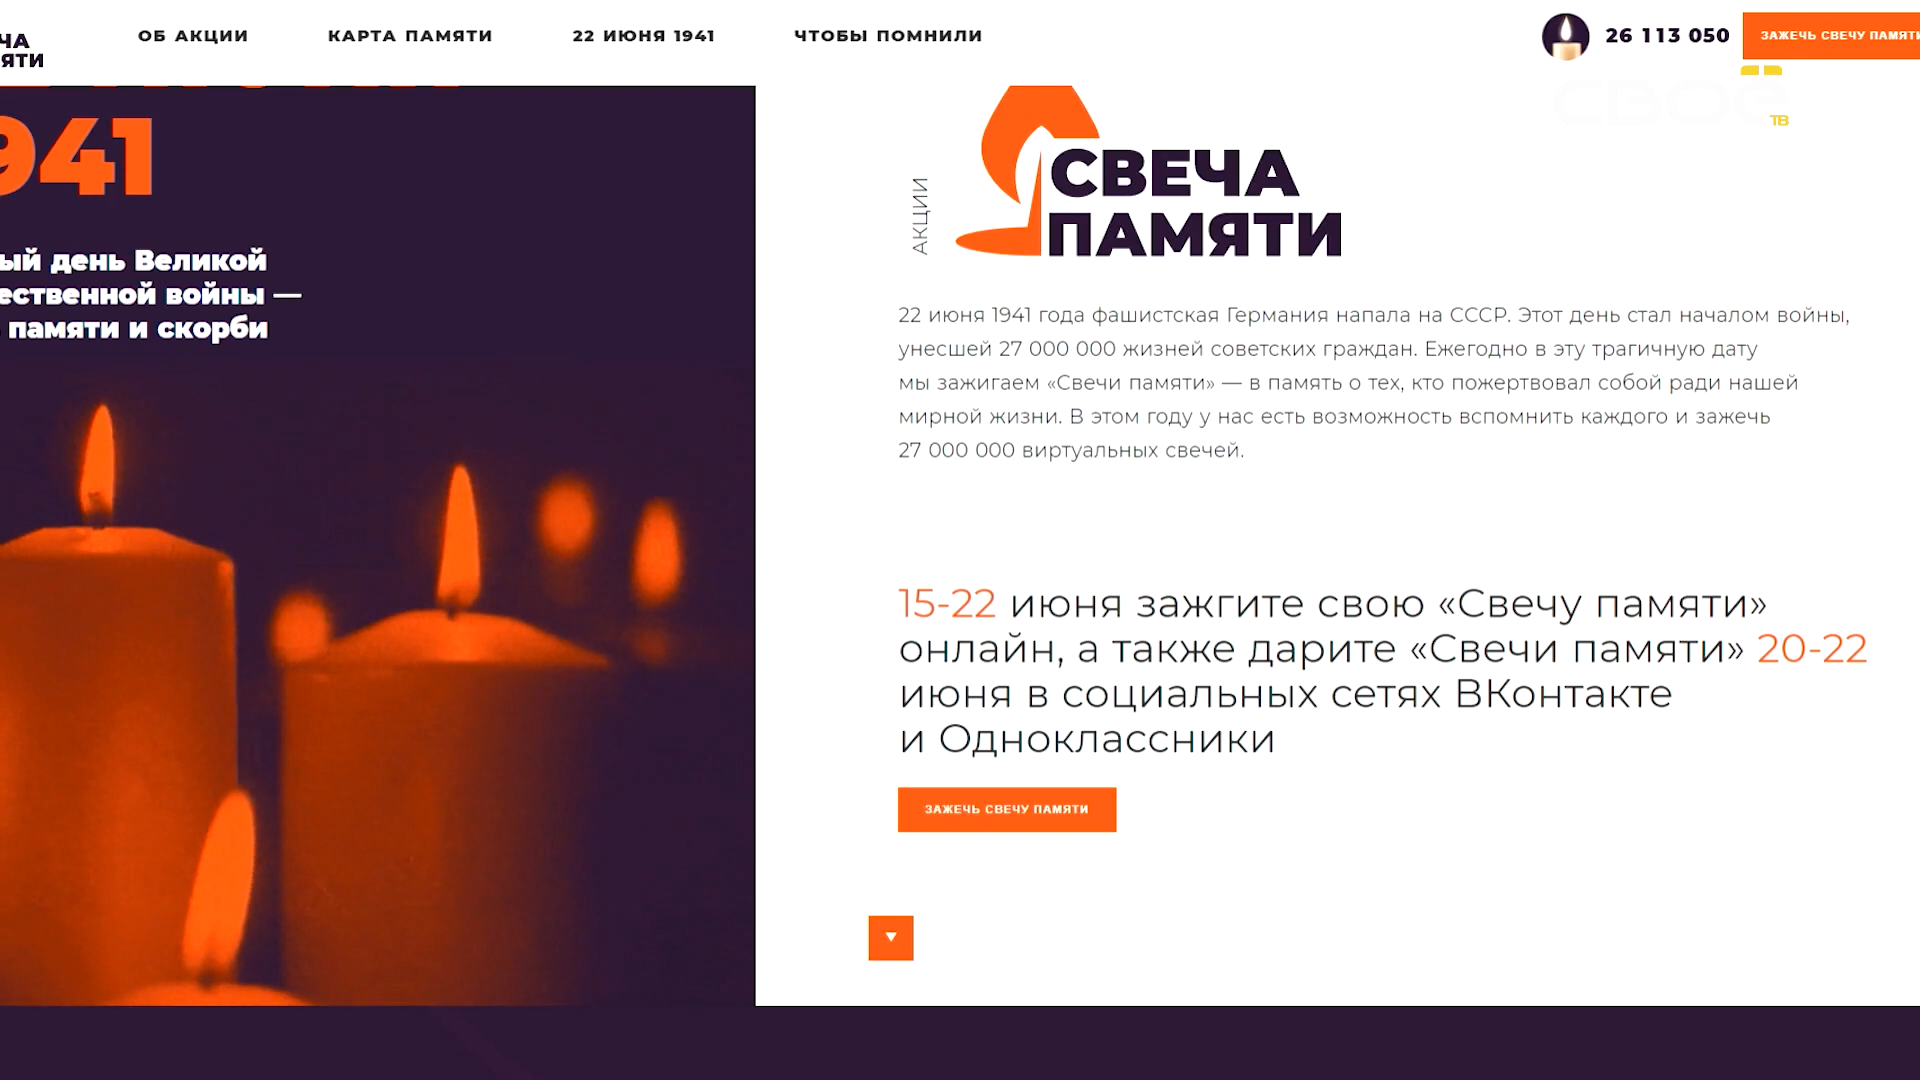 ЧА
ЯТИ
ОБ АКЦИИ
КАРТА ПАМЯТИ
22 ИЮНЯ 1941
ЧТОБЫ ПОМНИЛИ
26 113 050
ЗАЖЕЧЬ СВЕЧУ ПАМЯТИ
СВОЁ
ТВ
941
ый день Великой
ественной войны —
памяти и скорби
АКЦИИ
СВЕЧА
ПАМЯТИ
22 июня 1941 года фашистская Германия напала на СССР. Этот день стал началом войны,
унесшей 27 000 000 жизней советских граждан. Ежегодно в эту трагичную дату
мы зажигаем «Свечи памяти» — в память о тех, кто пожертвовал собой ради нашей
мирной жизни. В этом году у нас есть возможность вспомнить каждого и зажечь
27 000 000 виртуальных свечей.
15-22 июня зажгите свою «Свечу памяти»
онлайн, а также дарите «Свечи памяти» 20-22
июня в социальных сетях ВКонтакте
и Одноклассники
ЗАЖЕЧЬ СВЕЧУ ПАМЯТИ